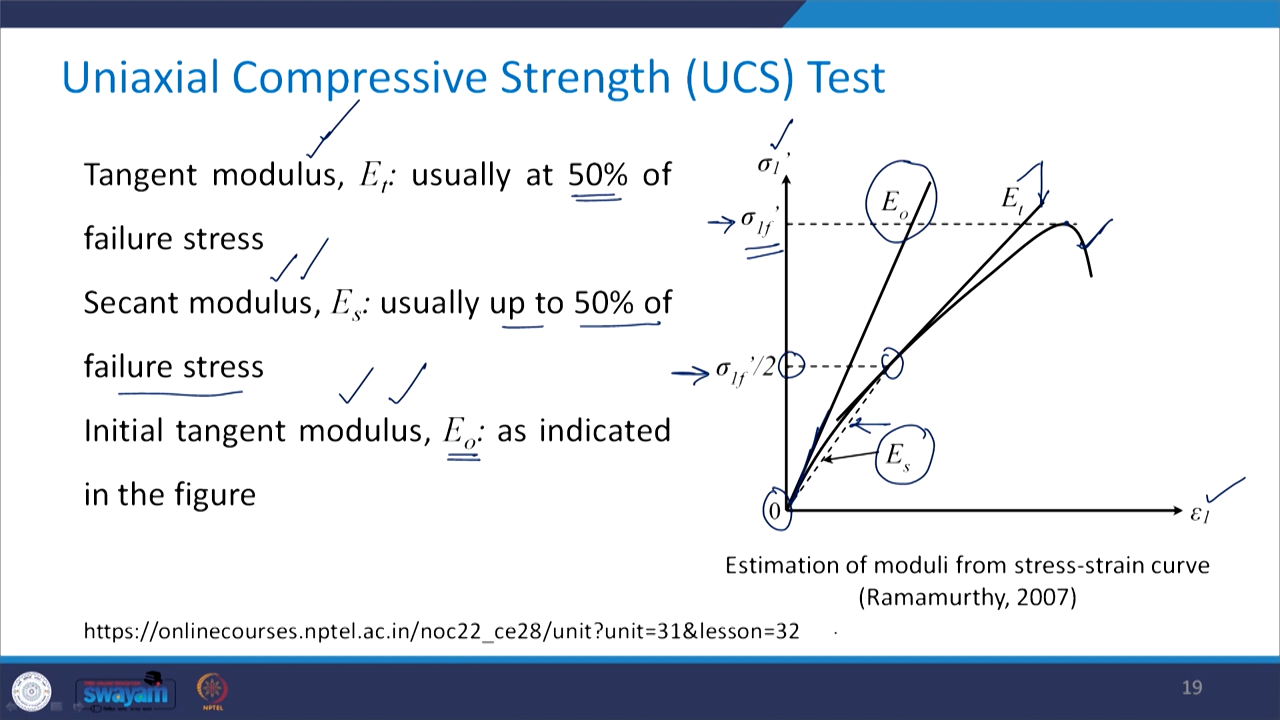 Uniaxial Compressive Strength (UCS) Test
Tangent modulus, Et: usually at 50% of
failure stress
Secant modulus, Es: usually up to 50% of
failure stress
Initial tangent modulus, Eo: as indicated
in the figure
σ1’
σ1f’
σ1f’/2
0
Eo
Et
Es
ε1
Estimation of moduli from stress-strain curve
(Ramamurthy, 2007)
https://onlinecourses.nptel.ac.in/noc22_ce28/unit?unit=31&lesson=32
swayam
NPTEL
19